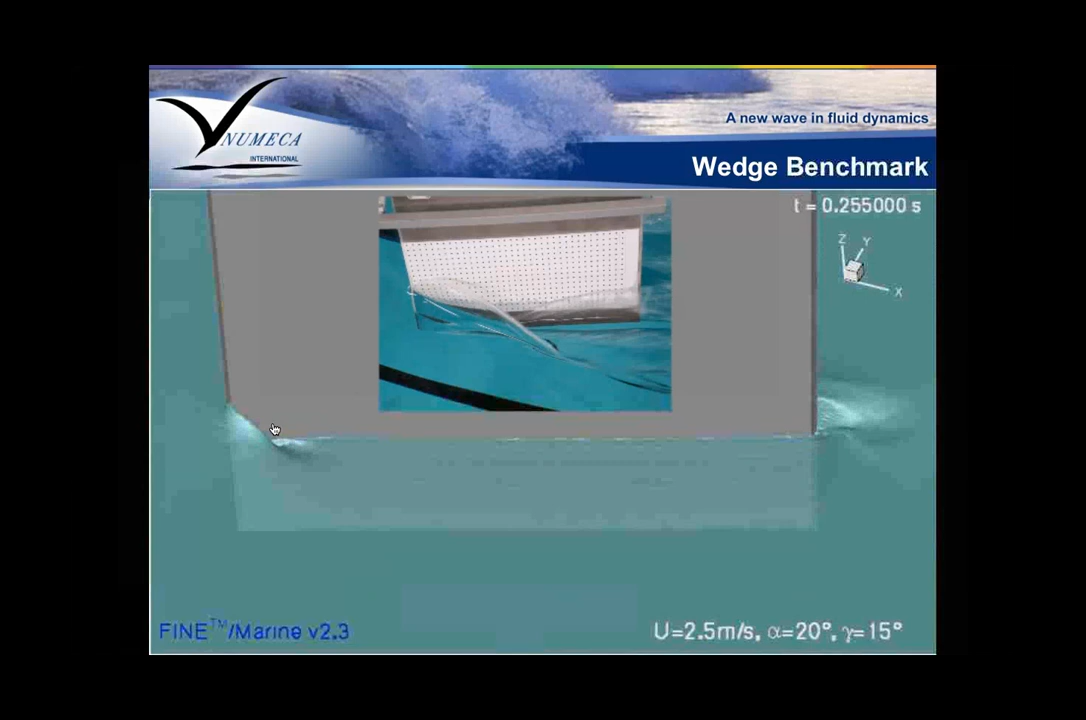 NUMECA
INTERNATIONAL
A new wave in fluid dynamics
Wedge Benchmark
t = 0.255000 s
Z Y
X
FINE™/Marine v2.3
U=2.5m/s, α=20°, γ=15°